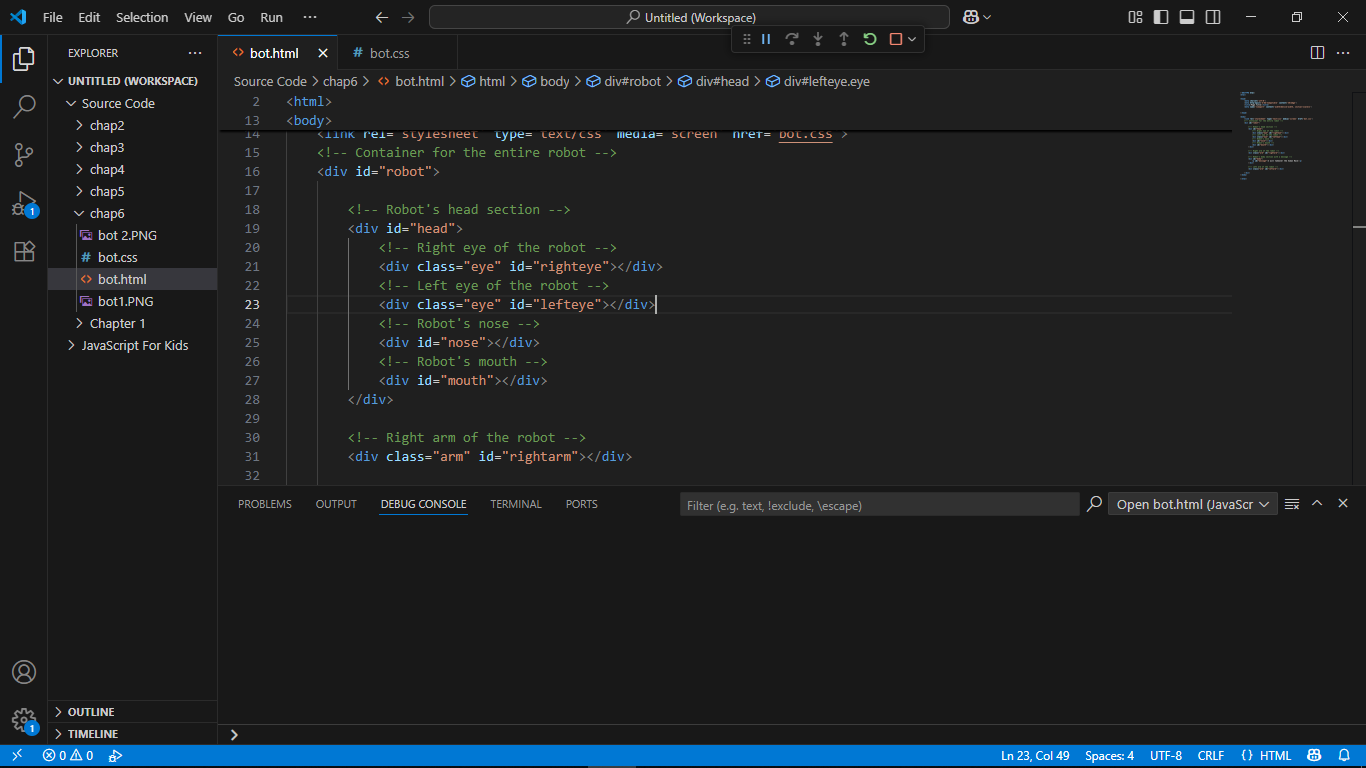 File Edit Selection View Go Run ···
Untitled (Workspace)
EXPLORER
bot.html
# bot.css
UNTITLED (WORKSPACE)
Source Code
chap2
chap3
chap4
chap5
chap6
bot 2.PNG
# bot.css
bot.html
bot1.PNG
Chapter 1
JavaScript For Kids
OUTLINE
TIMELINE
Source Code > chap6 > bot.html > html > body > div#robot > div#head > div#lefteye.eye
2 <html>
13 <body>
14 <link rel="stylesheet" type="text/css" media="screen" href="bot.css">
15 <!-- Container for the entire robot -->
16 <div id="robot">
17
18 <!-- Robot's head section -->
19 <div id="head">
20 <!-- Right eye of the robot -->
21 <div class="eye" id="righteye"></div>
22 <!-- Left eye of the robot -->
23 <div class="eye" id="lefteye"></div>
24 <!-- Robot's nose -->
25 <div id="nose"></div>
26 <!-- Robot's mouth -->
27 <div id="mouth"></div>
28 </div>
29
30 <!-- Right arm of the robot -->
31 <div class="arm" id="rightarm"></div>
32
PROBLEMS OUTPUT DEBUG CONSOLE TERMINAL PORTS
Filter (e.g. text, !exclude, \escape)
Open bot.html (JavaScr
1
1
0 0
Ln 23, Col 49 Spaces: 4 UTF-8 CRLF {} HTML